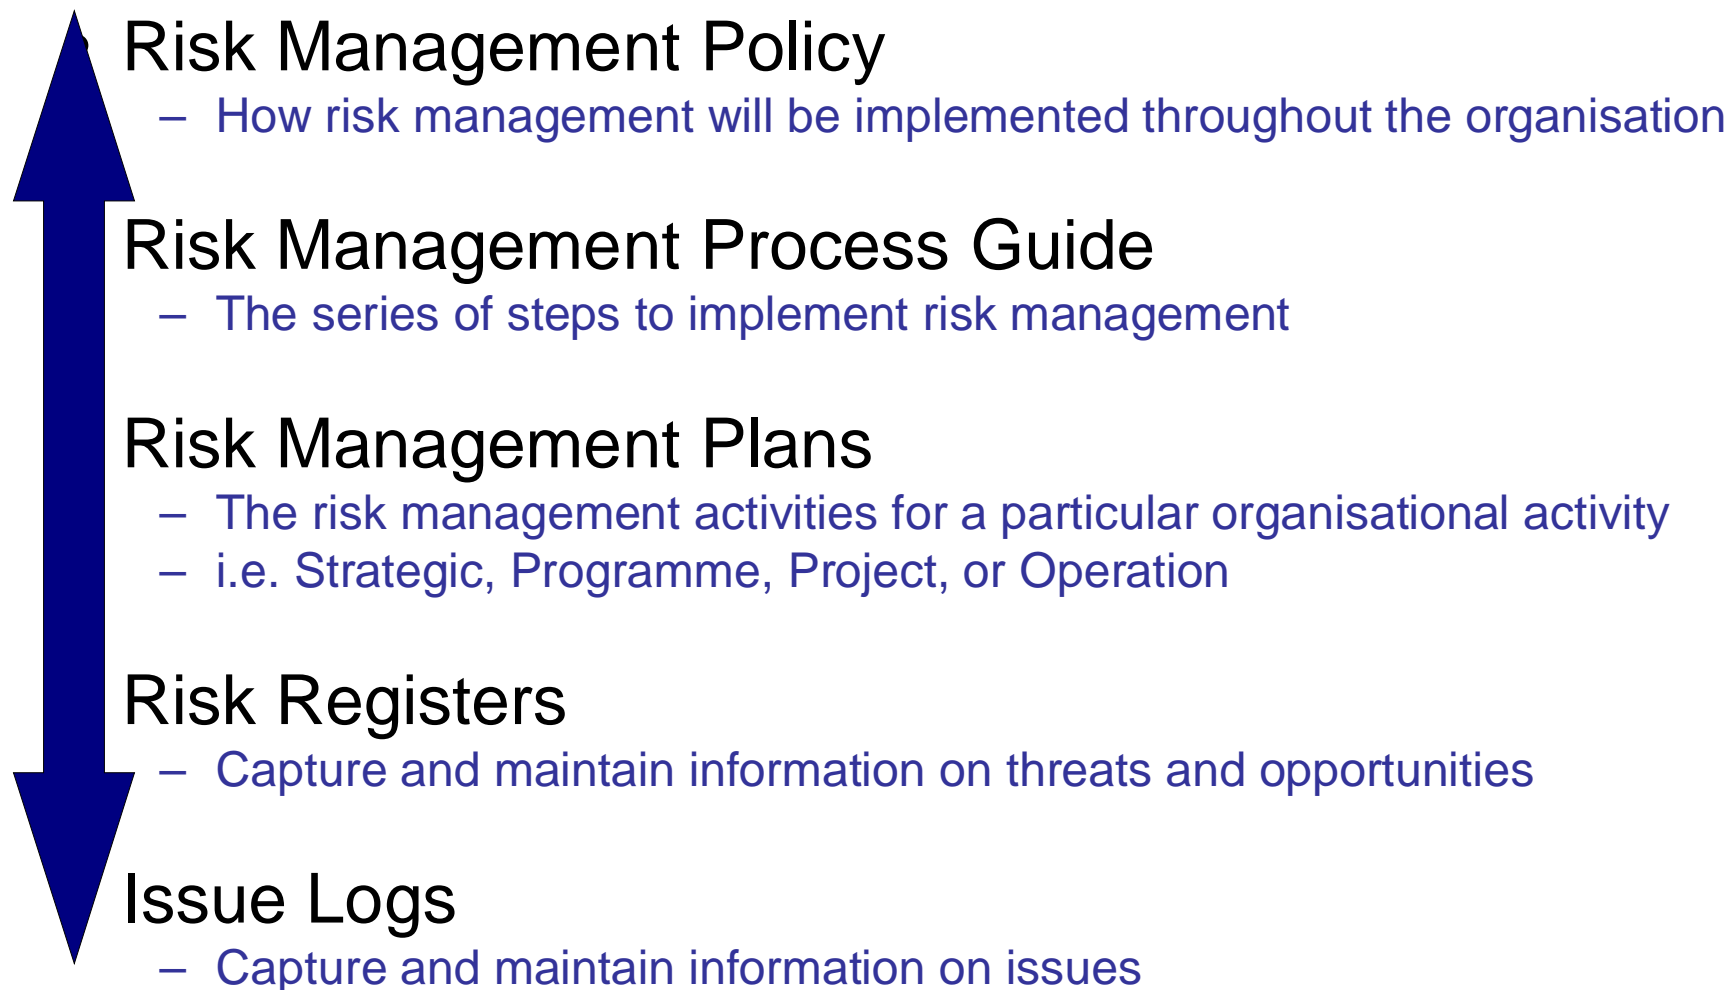 Risk Management Policy
– How risk management will be implemented throughout the organisation
Risk Management Process Guide
– The series of steps to implement risk management
Risk Management Plans
– The risk management activities for a particular organisational activity
– i.e. Strategic, Programme, Project, or Operation
Risk Registers
– Capture and maintain information on threats and opportunities
Issue Logs
– Capture and maintain information on issues